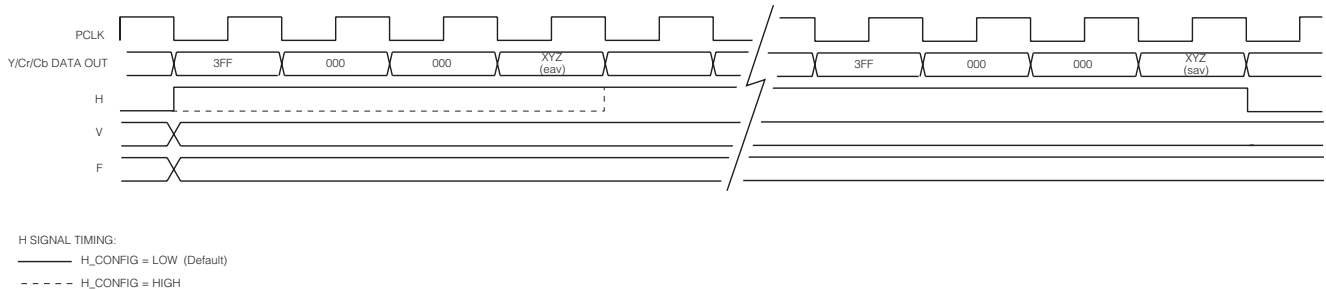 PCLK
Y/Cr/Cb DATA OUT
3FF
000
000
XYZ
(eav)
3FF
000
000
XYZ
(sav)
H
V
F
H SIGNAL TIMING:
H_CONFIG = LOW (Default)
H_CONFIG = HIGH